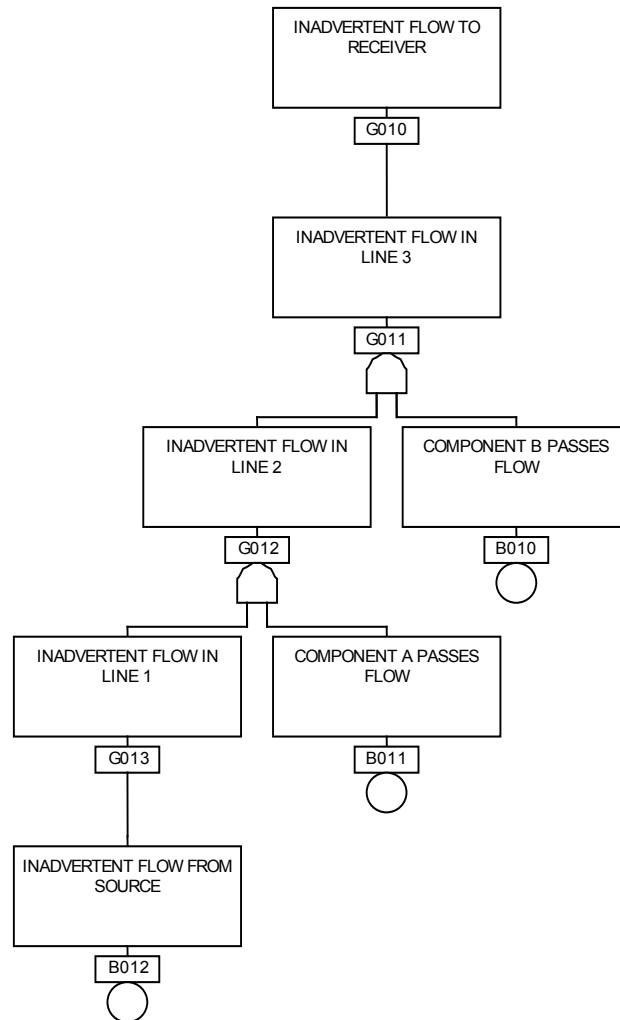 INADVERTENT FLOW TO
RECEIVER
G010
INADVERTENT FLOW IN
LINE 3
G011
INADVERTENT FLOW IN
LINE 2
COMPONENT B PASSES
FLOW
G012
B010
INADVERTENT FLOW IN
LINE 1
COMPONENT A PASSES
FLOW
G013
B011
INADVERTENT FLOW FROM
SOURCE
B012